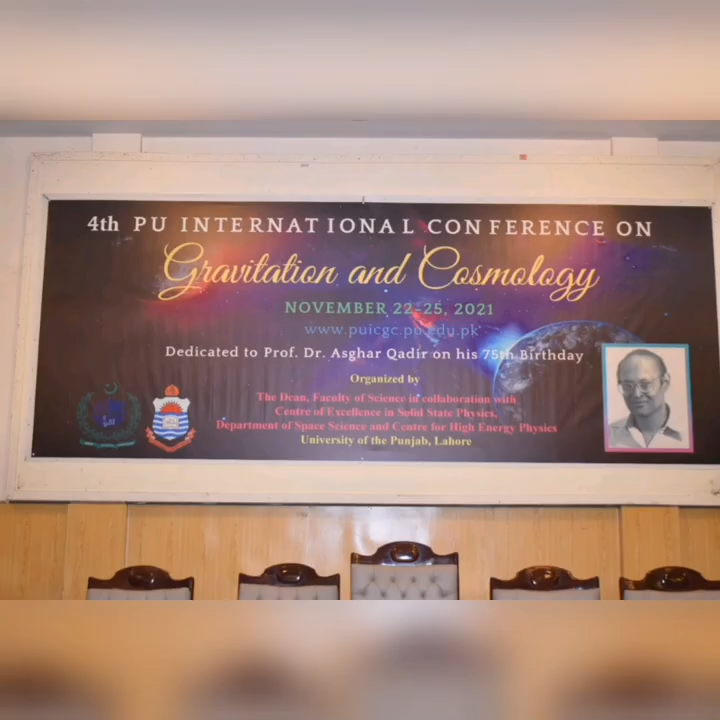 4th PU INTERNATIONAL CONFERENCE ON
Gravitation and Cosmology
NOVEMBER 22-25, 2021
www.puicgc.pu.edu.pk
Dedicated to Prof. Dr. Asghar Qadir on his 75th Birthday
Organized by
The Dean, Faculty of Science in collaboration with
Centre of Excellence in Solid State Physics,
Department of Space Science and Centre for High Energy Physics
University of the Punjab, Lahore